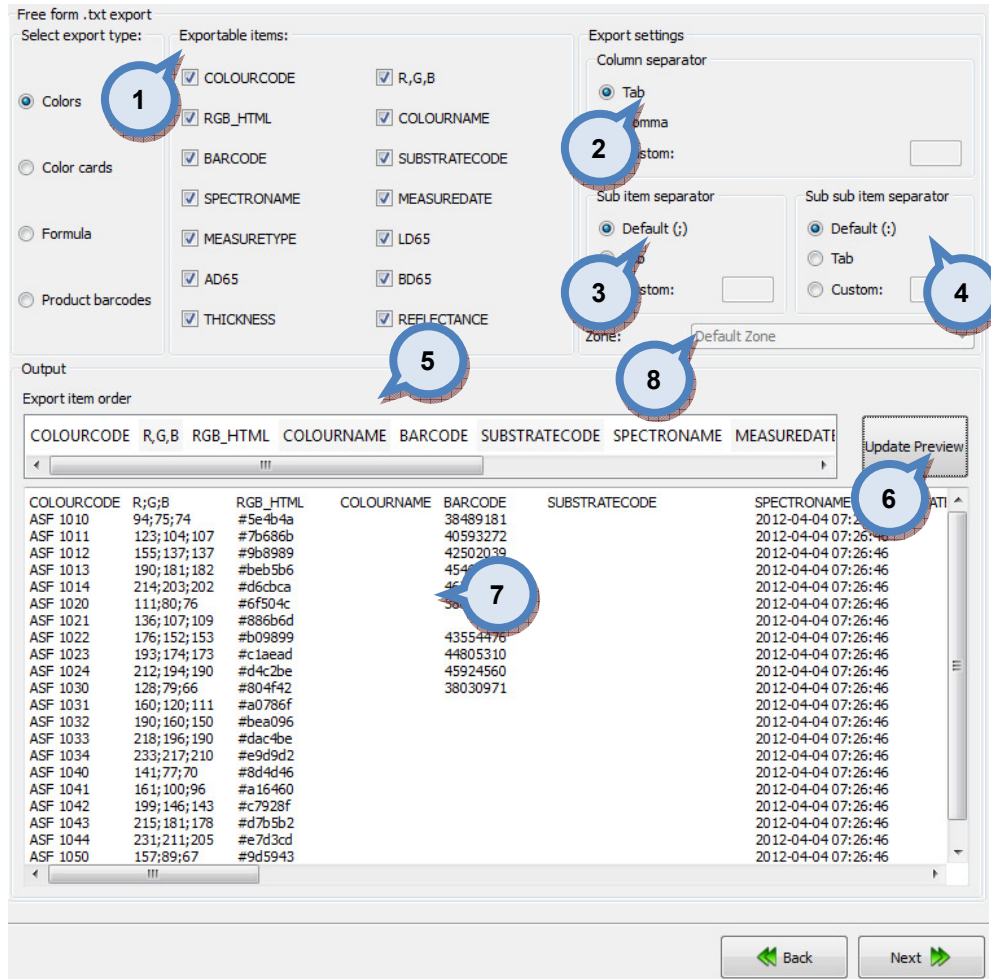 Free form .txt export
Select export type:
Colors
Color cards
Formula
Product barcodes
Exportable items:
COLOURCODE R,G,B
RGB_HTML COLOURNAME
BARCODE SUBSTRATECODE
SPECTRONAME MEASUREDATE
MEASURETYPE LD65
AD65 BD65
THICKNESS REFLECTANCE
1
Export settings
Column separator
Tab
2
Sub item separator
Default (;)
3
Sub sub item separator
Default (:)
Tab
Custom:
4
Zone: Default Zone
8
5
Output
Export item order
COLOURCODE R,G,B RGB_HTML COLOURNAME BARCODE SUBSTRATECODE SPECTRONAME MEASUREDATE
Update Preview
6
COLOURCODE R;G;B RGB_HTML COLOURNAME BARCODE SUBSTRATECODE SPECTRONAME
ASF 1010 94;75;74 #5e4b4a 38489181
ASF 1011 123;104;107 #7b686b 40593272 2012-04-04 07:26:46
ASF 1012 155;137;137 #9b8989 42502039 2012-04-04 07:26:46
ASF 1013 190;181;182 #beb5b6 2012-04-04 07:26:46
ASF 1014 214;203;202 #d6cbca 2012-04-04 07:26:46
ASF 1020 111;80;76 #6f504c 2012-04-04 07:26:46
ASF 1021 136;107;109 #886b6d 2012-04-04 07:26:46
ASF 1022 176;152;153 #b09899 43554476 2012-04-04 07:26:46
ASF 1023 193;174;173 #c1aead 44805310 2012-04-04 07:26:46
ASF 1024 212;194;190 #d4c2be 45924560 2012-04-04 07:26:46
ASF 1030 128;79;66 #804f42 38030971 2012-04-04 07:26:46
ASF 1031 160;120;111 #a0786f 2012-04-04 07:26:46
ASF 1032 190;160;150 #bea096 2012-04-04 07:26:46
ASF 1033 218;196;190 #dac4be 2012-04-04 07:26:46
ASF 1034 233;217;210 #e9d9d2 2012-04-04 07:26:46
ASF 1040 141;77;70 #8d4d46 2012-04-04 07:26:46
ASF 1041 161;100;96 #a16460 2012-04-04 07:26:46
ASF 1042 199;146;143 #c7928f 2012-04-04 07:26:46
ASF 1043 215;181;178 #d7b5b2 2012-04-04 07:26:46
ASF 1044 231;211;205 #e7d3cd 2012-04-04 07:26:46
ASF 1050 157;89;67 #9d5943 2012-04-04 07:26:46
7
Back
Next